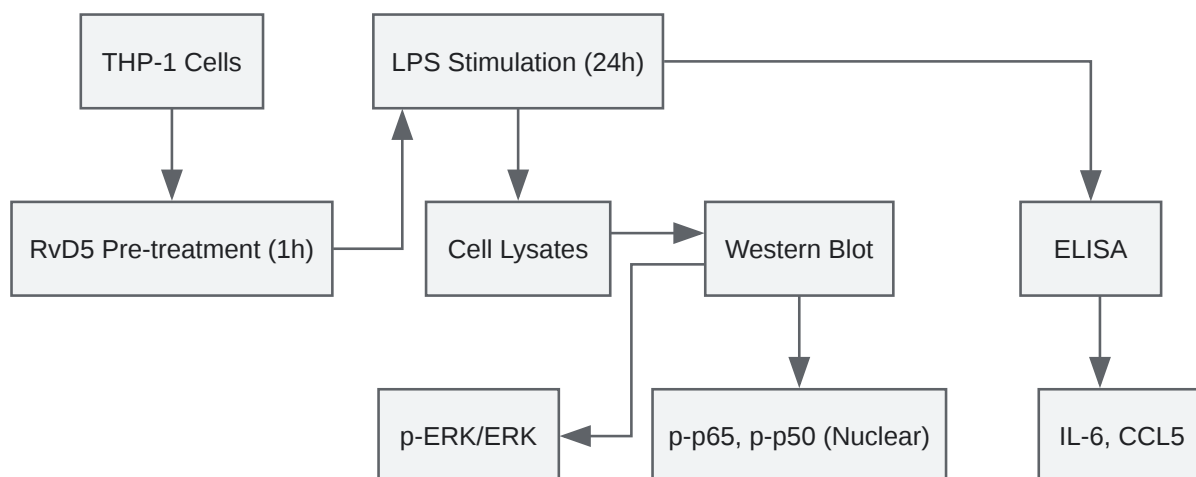 THP-1 Cells
LPS Stimulation (24h)
RvD5 Pre-treatment (1h)
Cell Lysates
Western Blot
ELISA
p-ERK/ERK
p-p65, p-p50 (Nuclear)
IL-6, CCL5